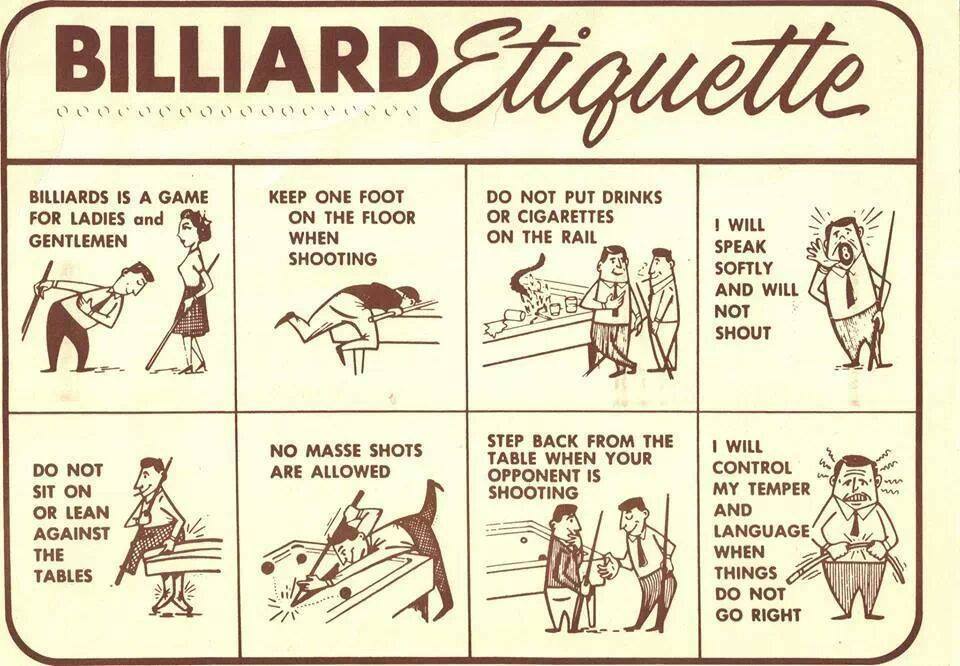 BILLIARD Etiquette
BILLIARDS IS A GAME
FOR LADIES and
GENTLEMEN
KEEP ONE FOOT
ON THE FLOOR
WHEN
SHOOTING
DO NOT PUT DRINKS
OR CIGARETTES
ON THE RAIL
I WILL
SPEAK
SOFTLY
AND WILL
NOT
SHOUT
DO NOT
SIT ON
OR LEAN
AGAINST
THE
TABLES
NO MASSE SHOTS
ARE ALLOWED
STEP BACK FROM THE
TABLE WHEN YOUR
OPPONENT IS
SHOOTING
I WILL
CONTROL
MY TEMPER
AND
LANGUAGE
WHEN
THINGS
DO NOT
GO RIGHT